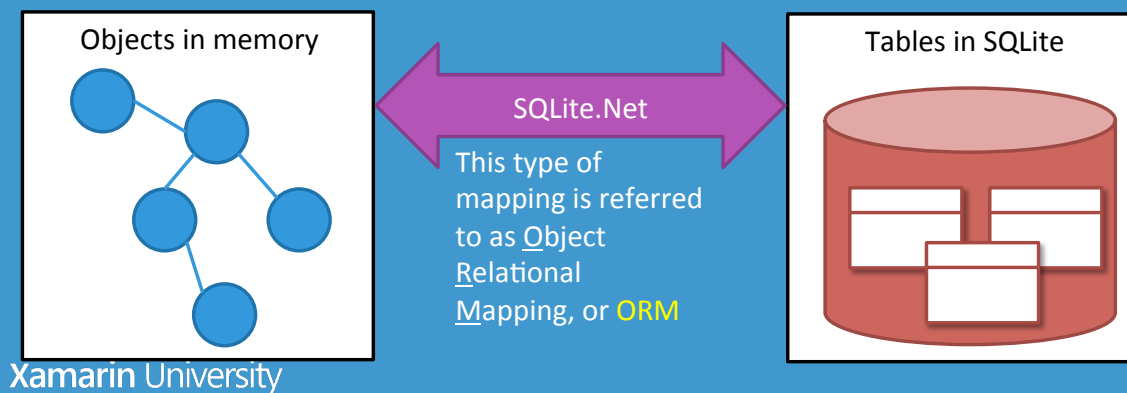 Objects in memory
SQLite.Net
This type of
mapping is referred
to as Object
Relational
Mapping, or ORM
Tables in SQLite
Xamarin University